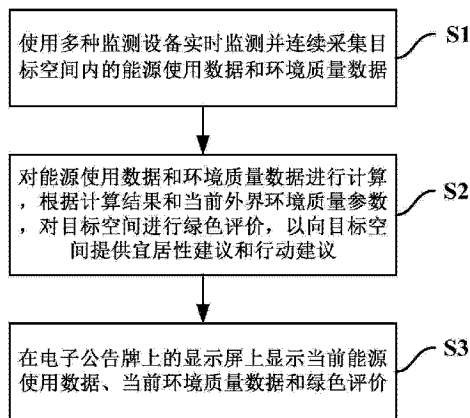 使用多种监测设备实时监测并连续采集目
标空间内的能源使用数据和环境质量数据
S1
对能源使用数据和环境质量数据进行计算
，根据计算结果和当前外界环境质量参数
，对目标空间进行绿色评价，以向目标空
间提供宜居性建议和行动建议
S2
在电子公告牌上的显示屏上显示当前能源
使用数据、当前环境质量数据和绿色评价
S3